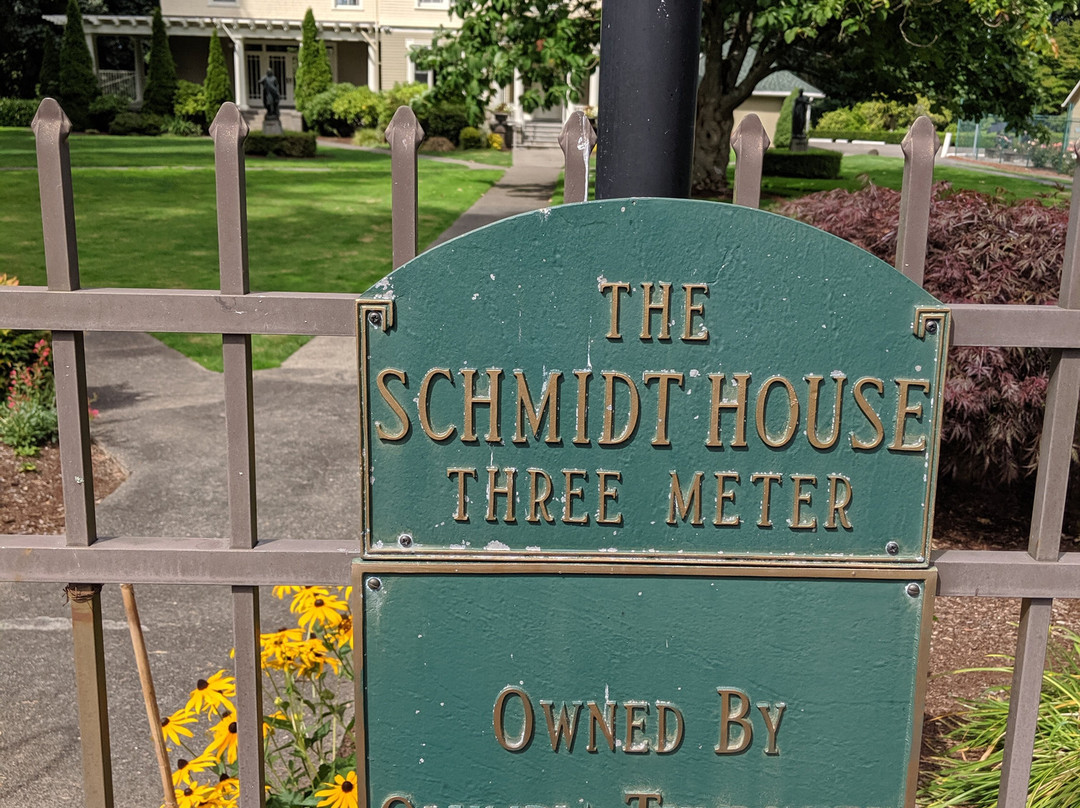 THE
SCHMIDT HOUSE
THREE METER
OWNED BY